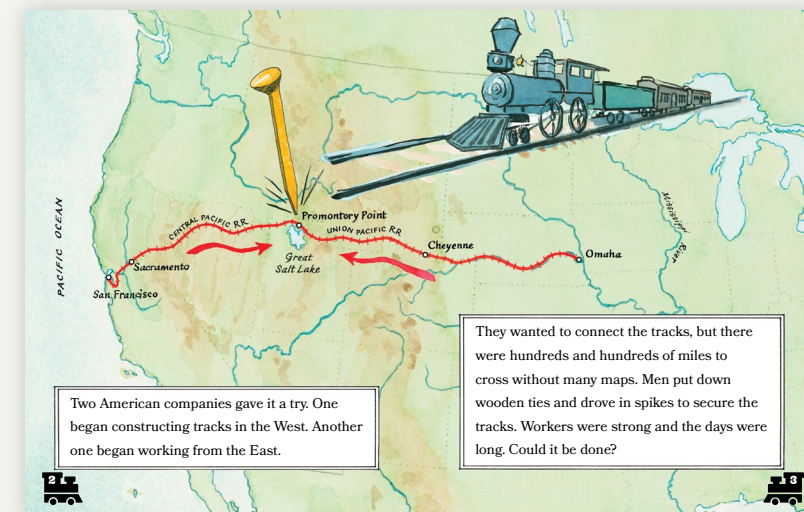 PACIFIC OCEAN
CENTRAL PACIFIC R.R.
Promontory Point
UNION PACIFIC R.R.
Mississippi River
Cheyenne
Omaha
Great
Salt Lake
Sacramento
San Francisco
Two American companies gave it a try. One
began constructing tracks in the West. Another
one began working from the East.
They wanted to connect the tracks, but there
were hundreds and hundreds of miles to
cross without many maps. Men put down
wooden ties and drove in spikes to secure the
tracks. Workers were strong and the days were
long. Could it be done?
2
3